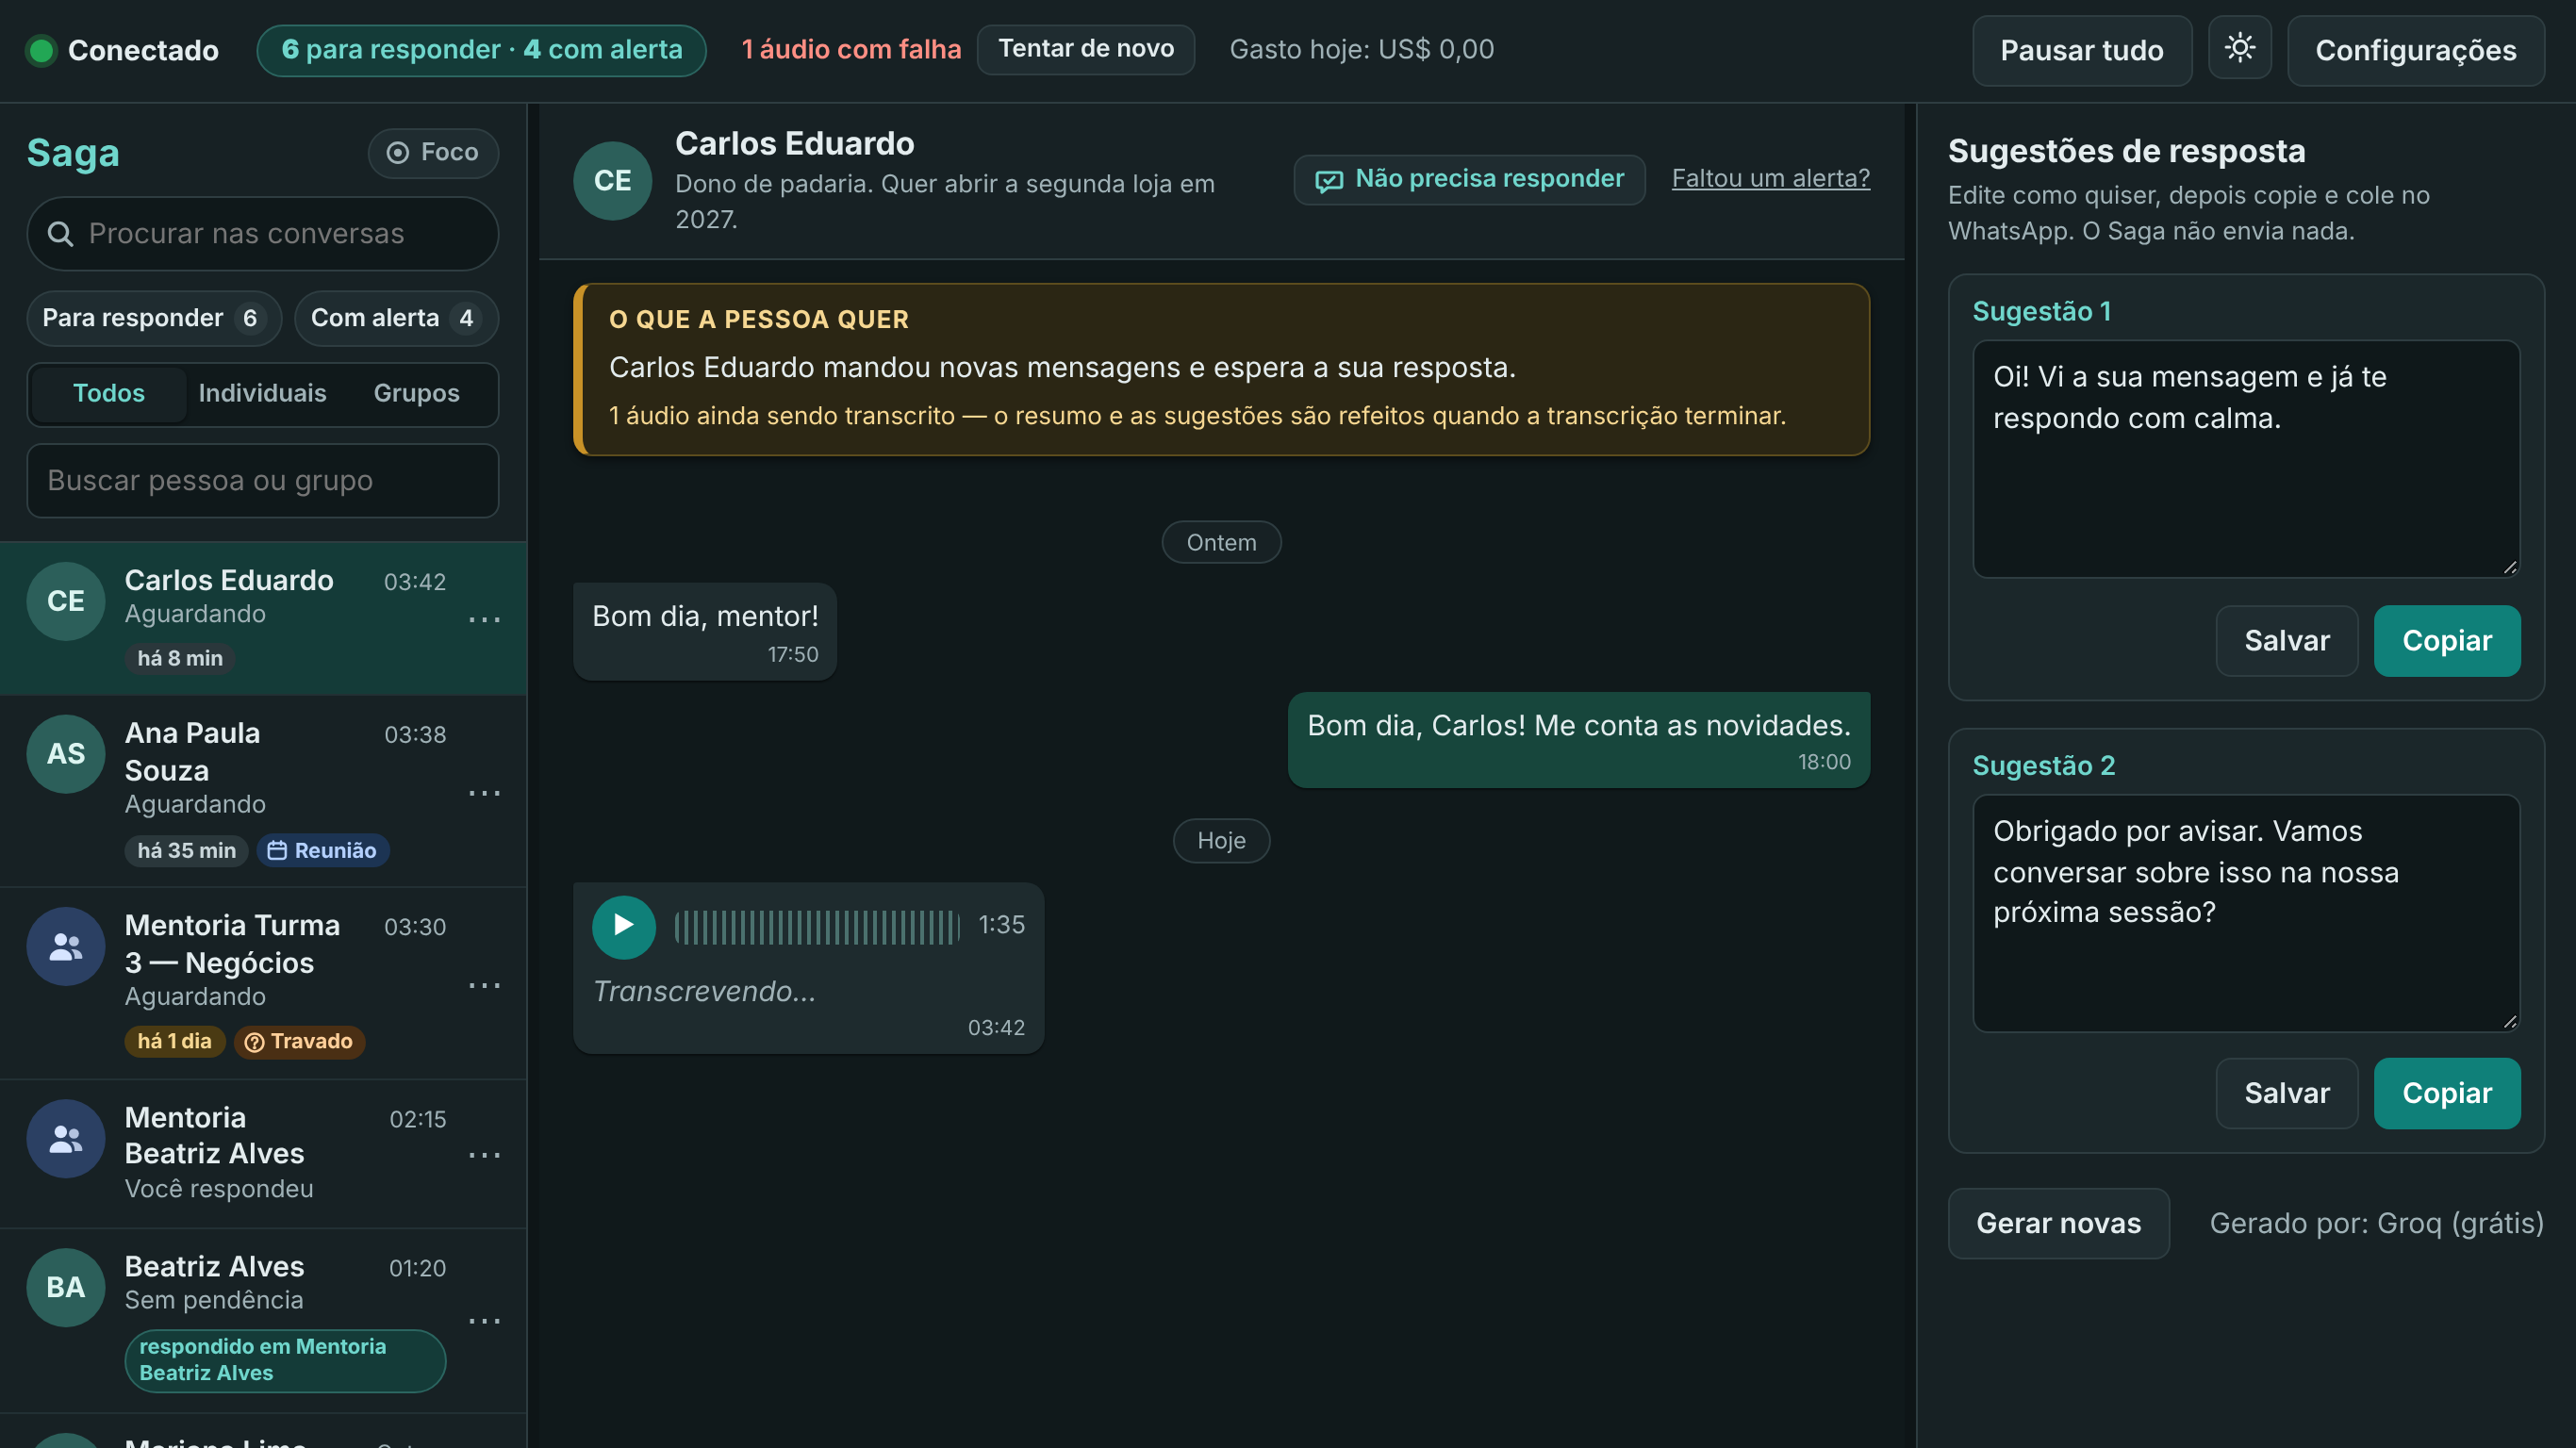 Conectado
6 para responder · 4 com alerta
1 áudio com falha
Tentar de novo
Gasto hoje: US$ 0,00
Pausar tudo
Configurações
Saga
Foco
Procurar nas conversas
Para responder 6
Com alerta 4
Todos
Individuais
Grupos
Buscar pessoa ou grupo
CE
Carlos Eduardo
03:42
Aguardando
...
há 8 min
AS
Ana Paula
Souza
03:38
Aguardando
...
há 35 min
Reunião
Mentoria Turma
3 — Negócios
03:30
Aguardando
...
há 1 dia
Travado
Mentoria
Beatriz Alves
02:15
Você respondeu
...
BA
Beatriz Alves
01:20
Sem pendência
...
respondido em Mentoria
Beatriz Alves
CE
Carlos Eduardo
Dono de padaria. Quer abrir a segunda loja em
2027.
Não precisa responder
Faltou um alerta?
O QUE A PESSOA QUER
Carlos Eduardo mandou novas mensagens e espera a sua resposta.
1 áudio ainda sendo transcrito — o resumo e as sugestões são refeitos quando a transcrição terminar.
Ontem
Bom dia, mentor!
17:50
Bom dia, Carlos! Me conta as novidades.
18:00
Hoje
1:35
Transcrevendo...
03:42
Sugestões de resposta
Edite como quiser, depois copie e cole no
WhatsApp. O Saga não envia nada.
Sugestão 1
Oi! Vi a sua mensagem e já te
respondo com calma.
Salvar
Copiar
Sugestão 2
Obrigado por avisar. Vamos
conversar sobre isso na nossa
próxima sessão?
Salvar
Copiar
Gerar novas
Gerado por: Groq (grátis)